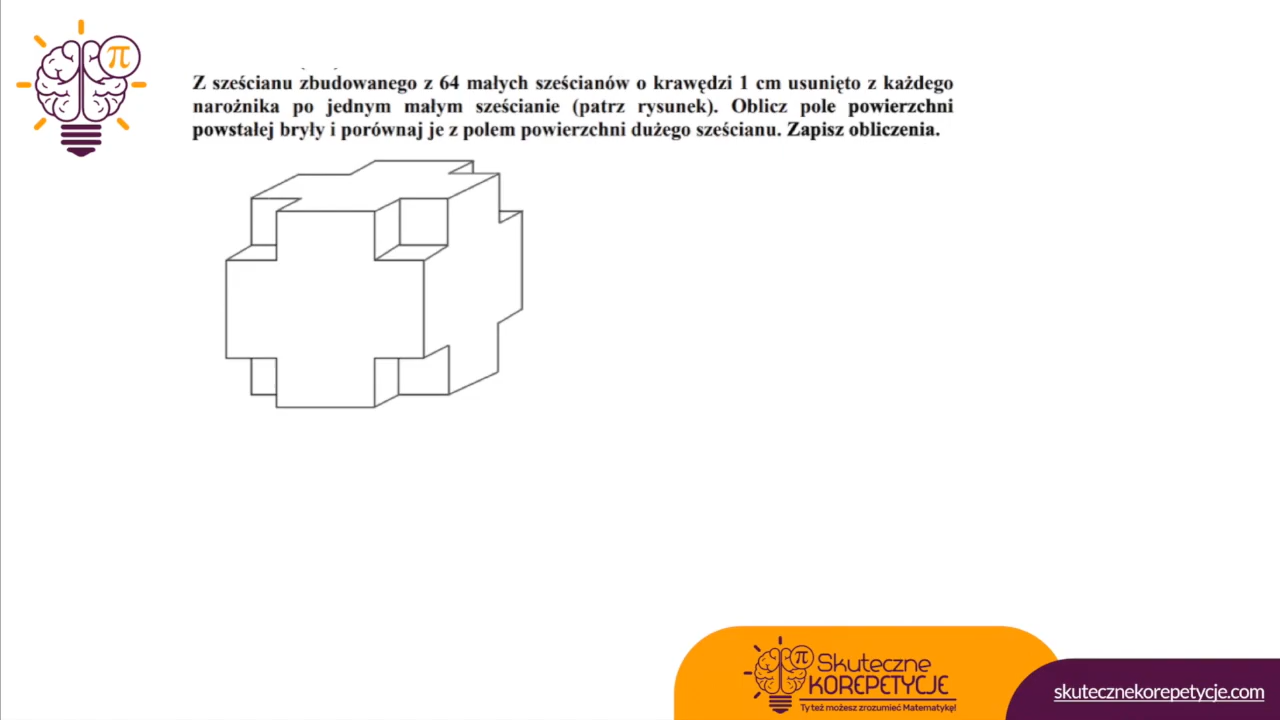 π
Z sześcianu zbudowanego z 64 małych sześcianów o krawędzi 1 cm usunięto z każdego
narożnika po jednym małym sześcianie (patrz rysunek). Oblicz pole powierzchni
powstałej bryły i porównaj je z polem powierzchni dużego sześcianu. Zapisz obliczenia.
π
Skuteczne
KOREPETYCJE
Ty też możesz zrozumieć Matematykę!
skutecznekorepetycje.com